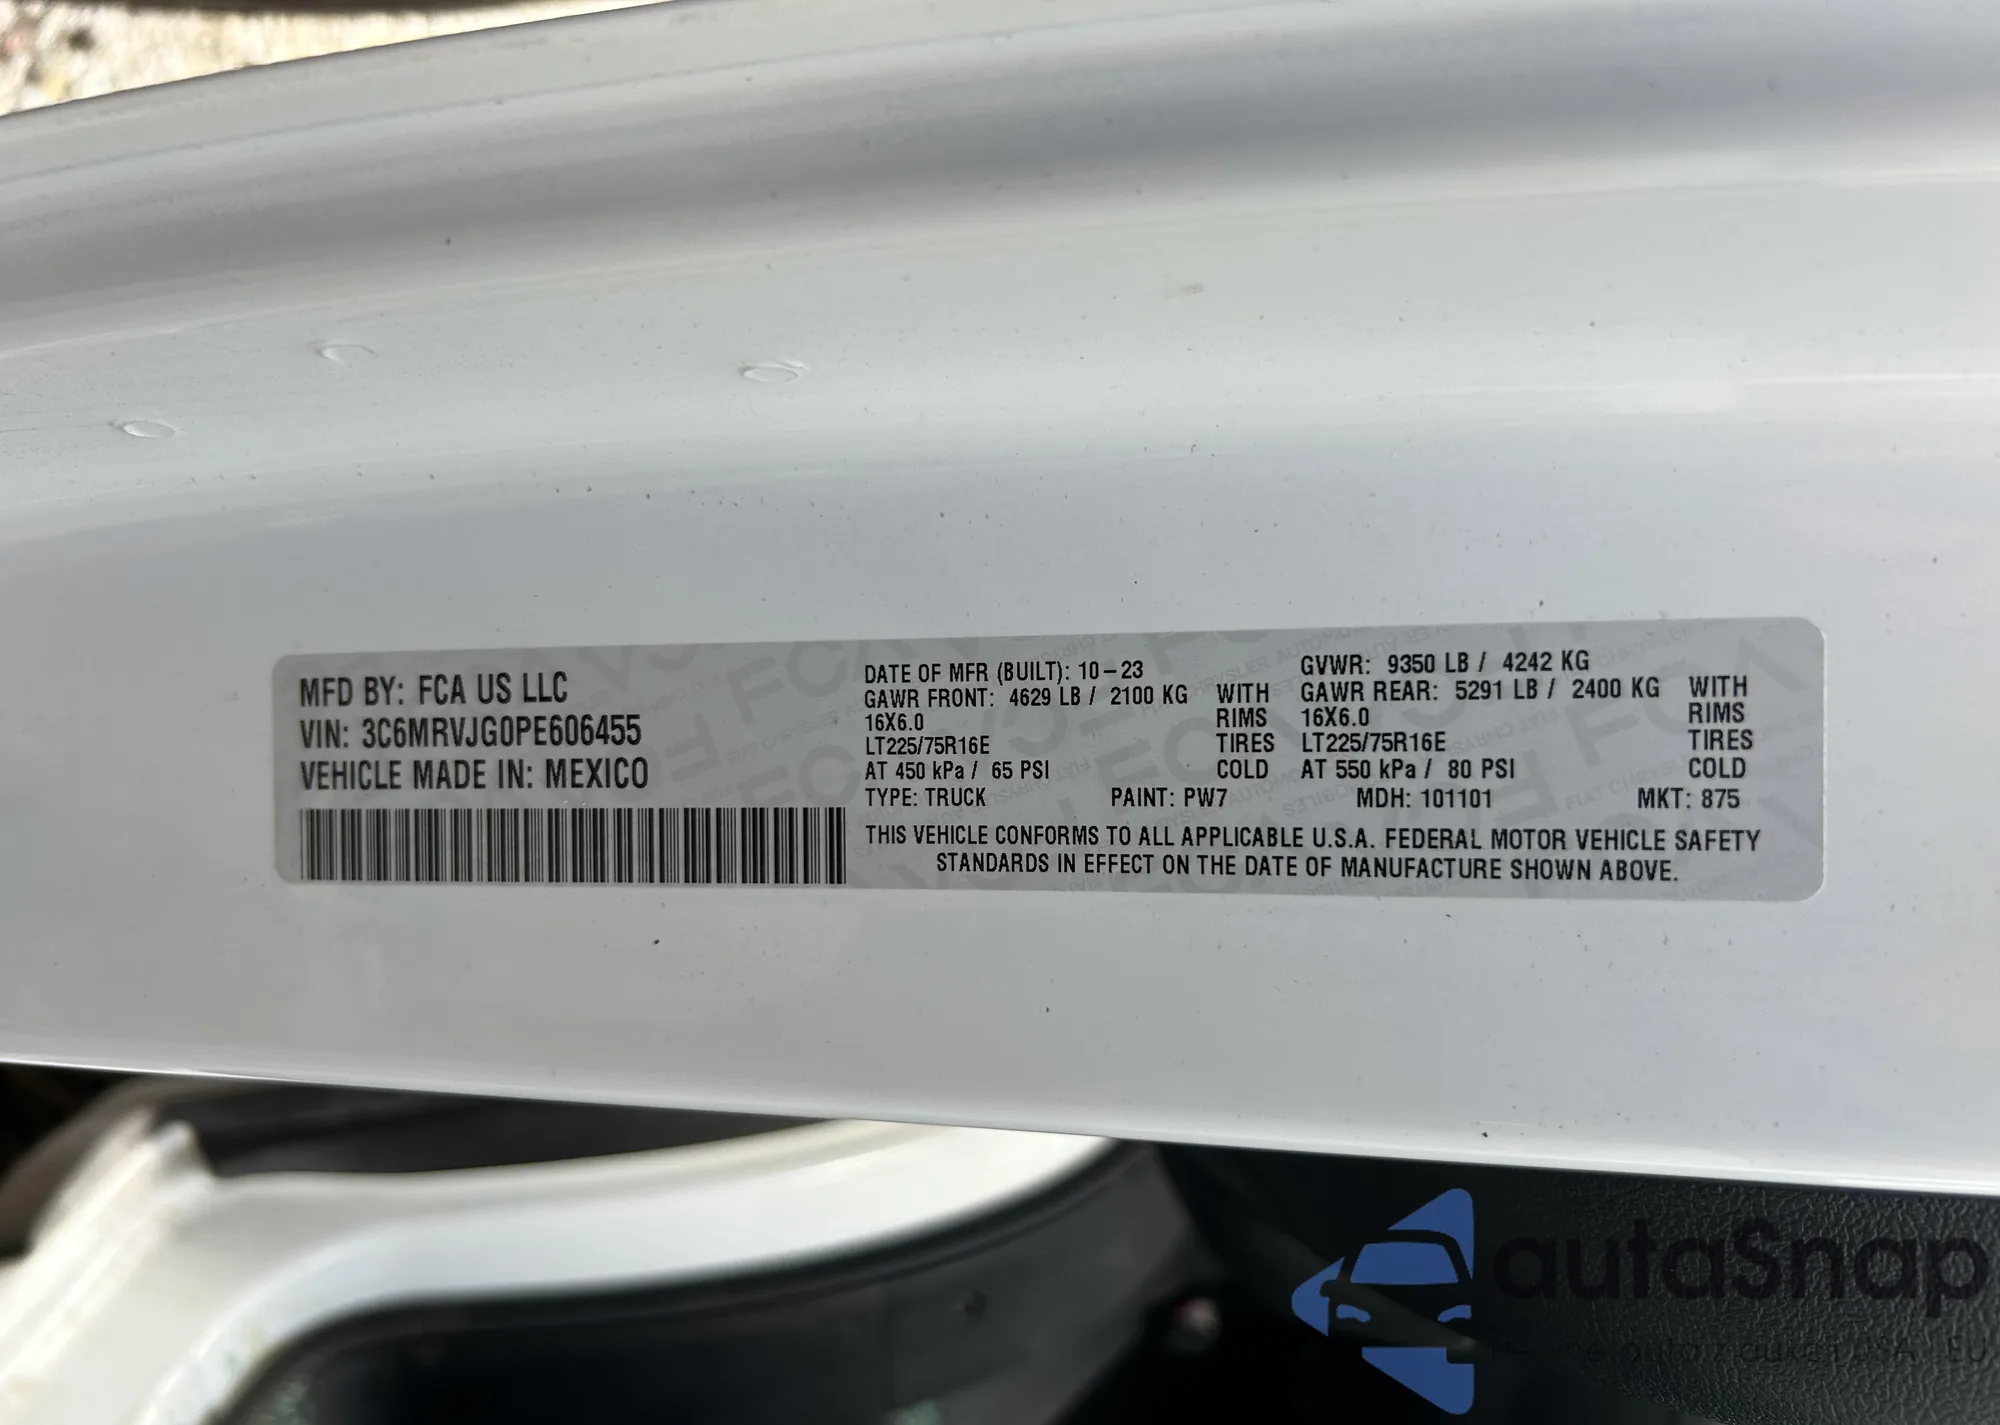 MFD BY: FCA US LLC
VIN: 3C6MRVJG0PE606455
VEHICLE MADE IN: MEXICO
DATE OF MFR (BUILT): 10-23
GVWR: 9350 LB / 4242 KG
GAWR FRONT: 4629 LB / 2100 KG WITH
16X6.0 RIMS
LT225/75R16E TIRES
AT 450 kPa / 65 PSI COLD
GAWR REAR: 5291 LB / 2400 KG WITH
16X6.0 RIMS
LT225/75R16E TIRES
AT 550 kPa / 80 PSI COLD
TYPE: TRUCK PAINT: PW7 MDH: 101101 MKT: 875
THIS VEHICLE CONFORMS TO ALL APPLICABLE U.S.A. FEDERAL MOTOR VEHICLE SAFETY
STANDARDS IN EFFECT ON THE DATE OF MANUFACTURE SHOWN ABOVE.
autaSnap